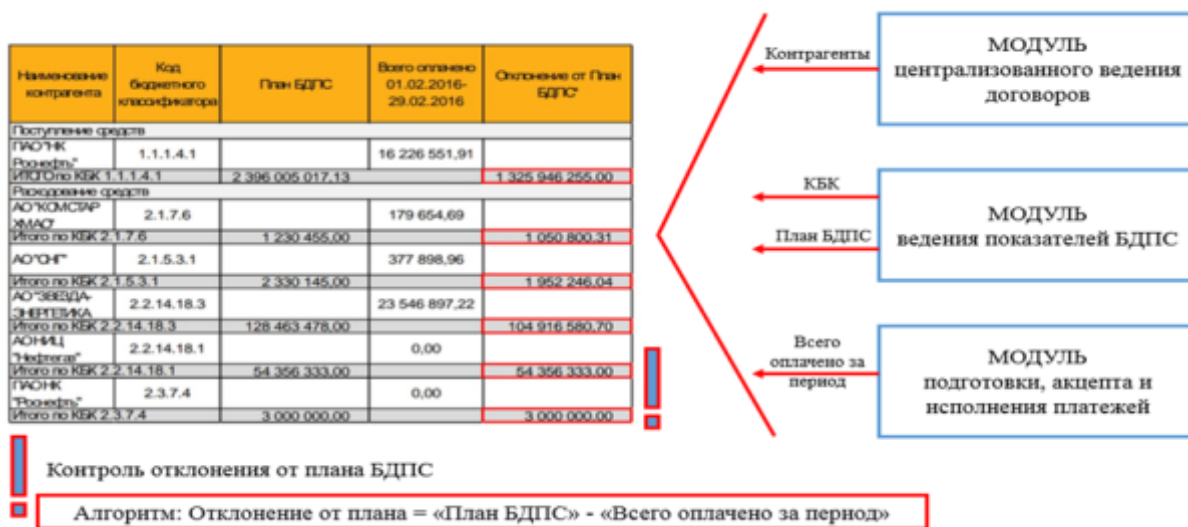 Наименование контрагента
Код бюджетного классификатора
План БДПС
Всего оплачено 01.02.2016-29.02.2016
Отклонение от План БДПС*
Поступление средств
ПАО "НК Роснефть"
1.1.1.4.1
16 226 551,91
ИТОГО по КБК 1.1.1.4.1
2 396 005 017,13
1 325 946 255.00
Расходование средств
АО "КОМСТАР ХМАО"
2.1.7.6
179 654,69
Итого по КБК 2.1.7.6
1 230 455,00
1 050 800.31
АО "СНГ"
2.1.5.3.1
377 898,96
Итого по КБК 2.1.5.3.1
2 330 145,00
1 952 246.04
АО "ЗВЕЗДА-ЭНЕРГЕТИКА
2.2.14.18.3
23 546 897,22
Итого по КБК 2.2.14.18.3
128 463 478,00
104 916 580,70
АО НИЦ "Нефтегаз"
2.2.14.18.1
0,00
Итого по КБК 2.2.14.18.1
54 356 333,00
54 356 333.00
ПАО НК "Роснефть"
2.3.7.4
0,00
Итого по КБК 2.3.7.4
3 000 000,00
3 000 000.00
Контрагенты
МОДУЛЬ
централизованного ведения
договоров
КБК
План БДПС
МОДУЛЬ
ведения показателей БДПС
Всего
оплачено за
период
МОДУЛЬ
подготовки, акцепта и
исполнения платежей
Контроль отклонения от плана БДПС
Алгоритм: Отклонение от плана = «План БДПС» - «Всего оплачено за период»